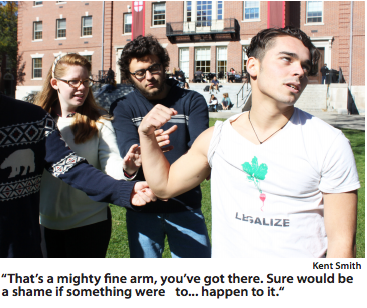 LEGALIZE
Kent Smith
“That’s a mighty fine arm, you’ve got there. Sure would be
a shame if something were to... happen to it.“